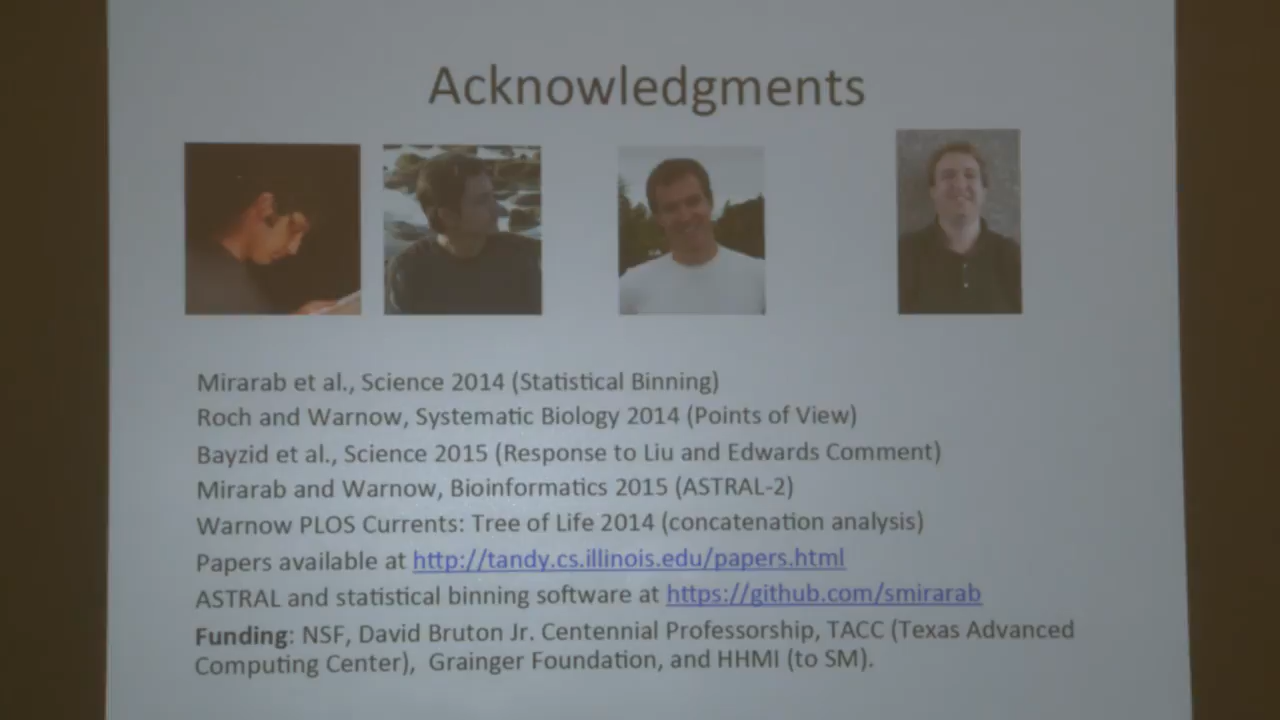 Acknowledgments
Mirarab et al., Science 2014 (Statistical Binning)
Roch and Warnow, Systematic Biology 2014 (Points of View)
Bayzid et al., Science 2015 (Response to Liu and Edwards Comment)
Mirarab and Warnow, Bioinformatics 2015 (ASTRAL-2)
Warnow PLOS Currents: Tree of Life 2014 (concatenation analysis)
Papers available at http://tandy.cs.illinois.edu/papers.html
ASTRAL and statistical binning software at https://github.com/smirarab
Funding: NSF, David Bruton Jr. Centennial Professorship, TACC (Texas Advanced
Computing Center), Grainger Foundation, and HHMI (to SM).